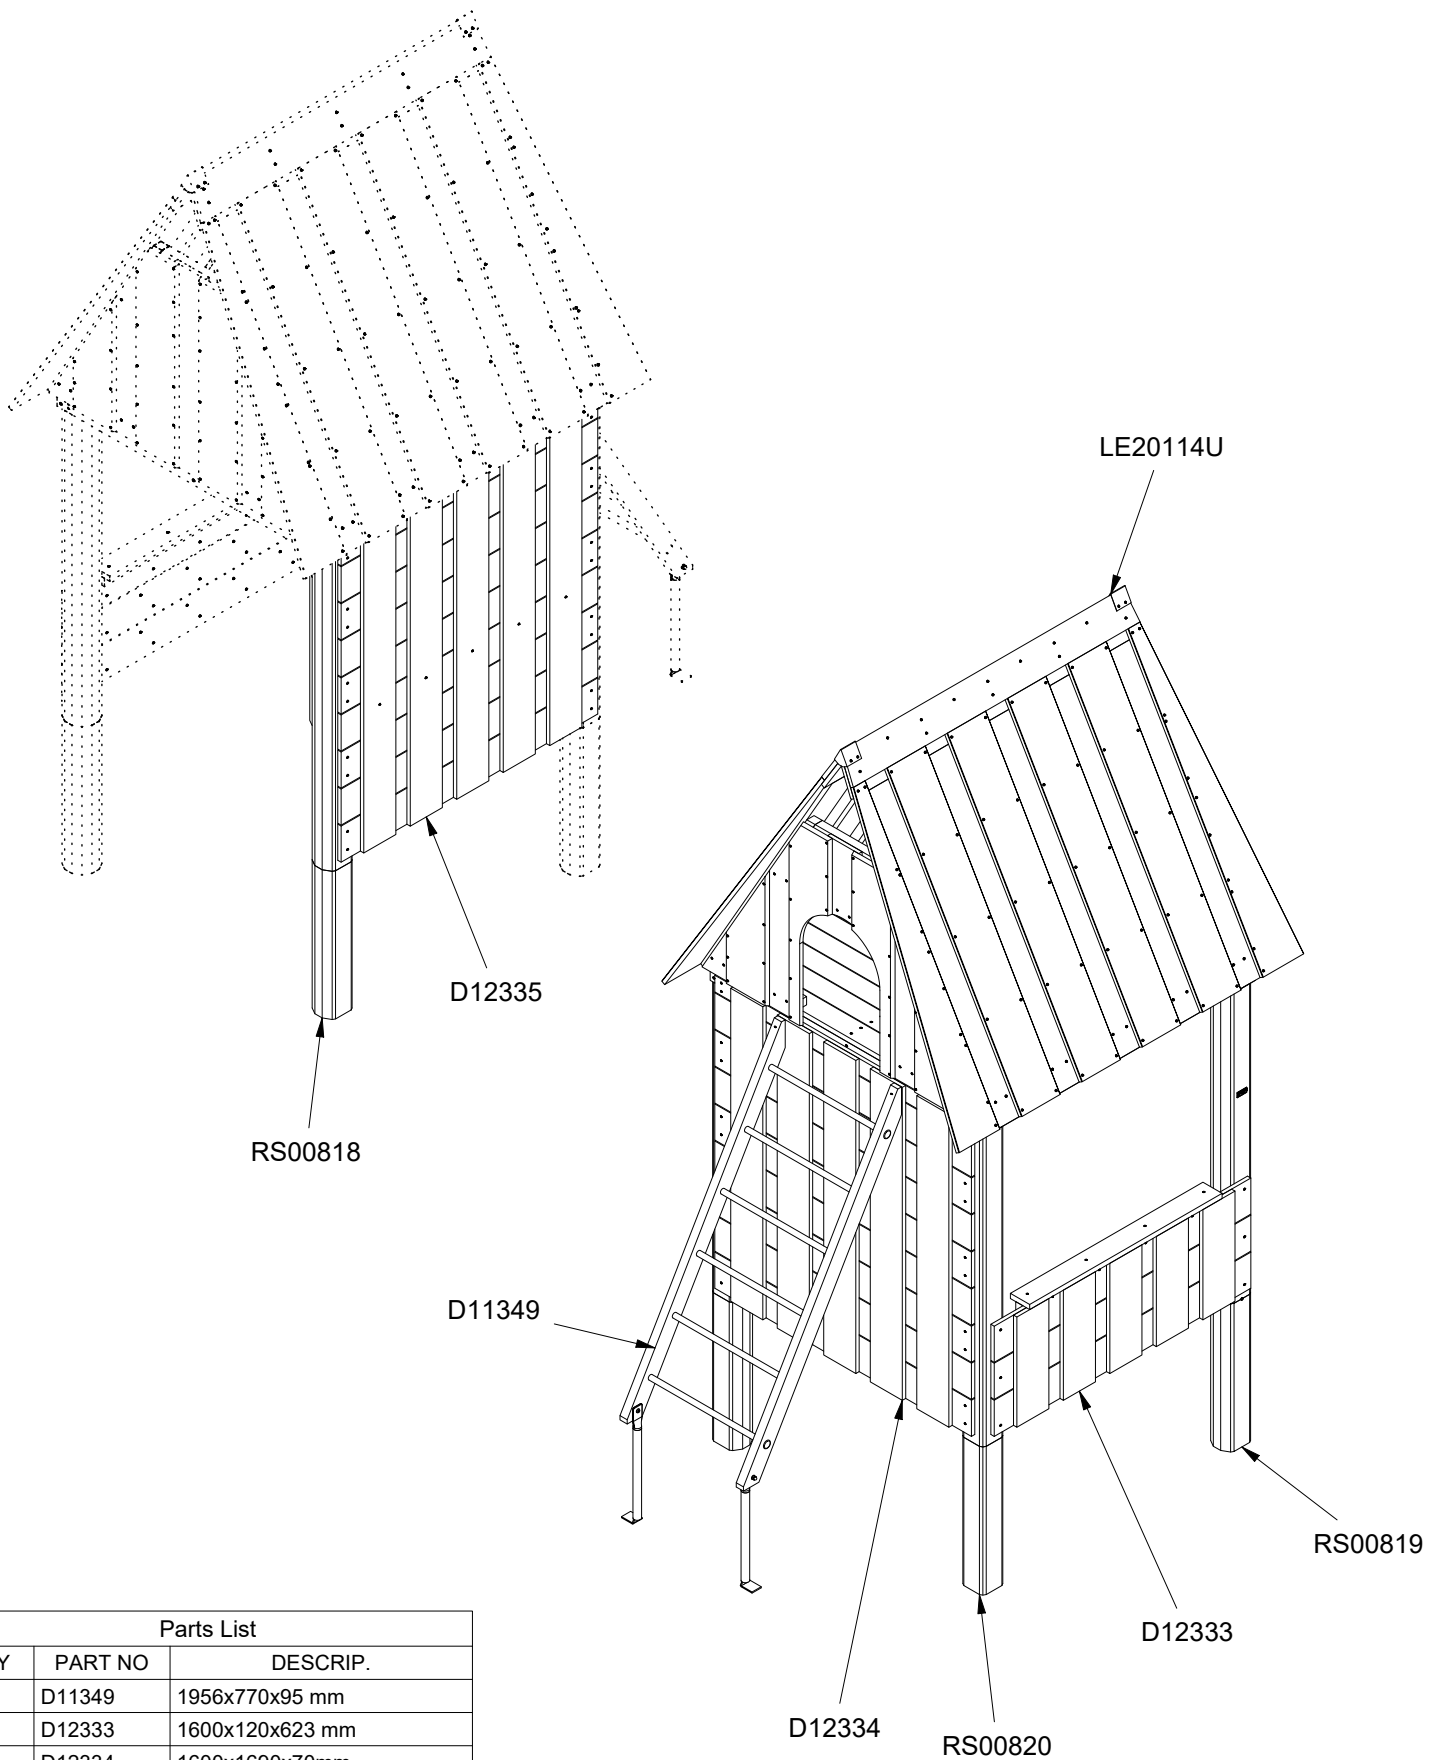 LE20114U
D12335
RS00818
D11349
RS00819
D12333
D12334
RS00820
Parts List
PART NO DESCRIP.
D11349 1956x770x95 mm
D12333 1600x120x623 mm